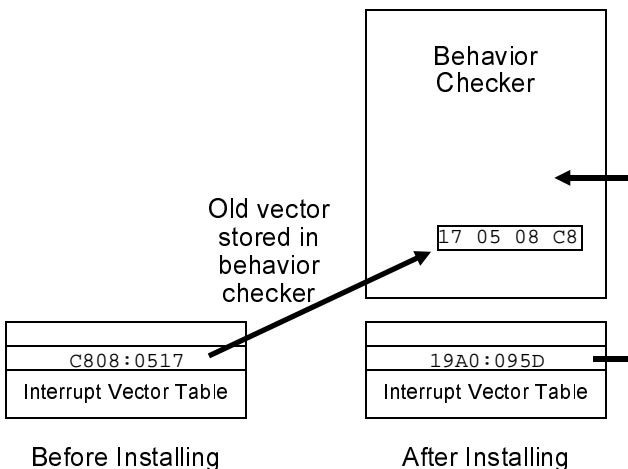 Behavior
Checker
Old vector
stored in
behavior
checker
17 05 08 C8
C808:0517
Interrupt Vector Table
Before Installing
19A0:095D
Interrupt Vector Table
After Installing